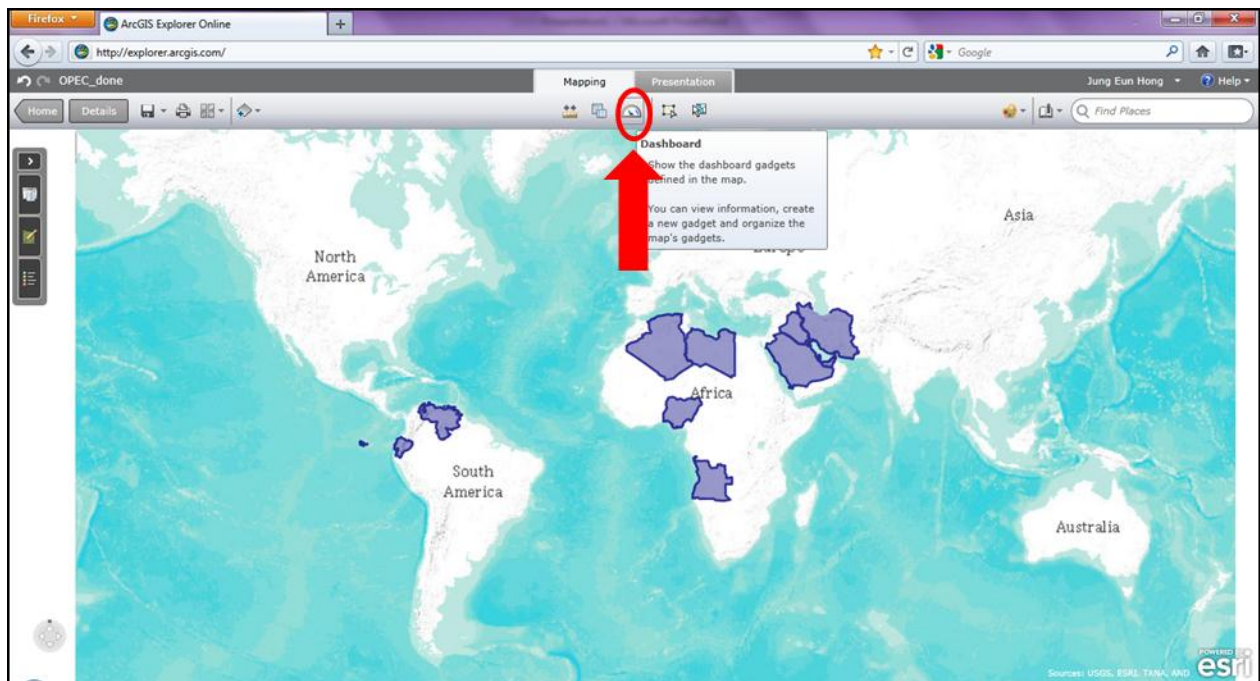 Firefox
ArcGIS Explorer Online
http://explorer.arcgis.com/
Google
OPEC_done
Mapping
Presentation
Jung Eun Hong
Help
Home
Details
Find Places
Dashboard
Show the dashboard gadgets
defined in the map.
You can view information, create
a new gadget and organize the
map's gadgets.
Asia
North
America
Africa
South
America
Australia
POWERED BY
esri
Sources: USGS, ESRI, TANA, AND